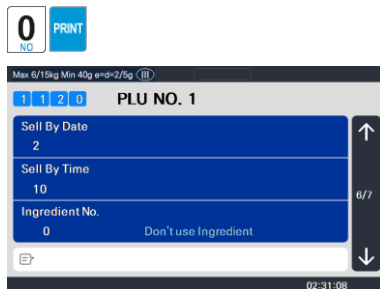 0
NO
PRINT
Max 6/15kg Min 40g e=d=2/5g III
1 1 2 0 PLU NO. 1
Sell By Date
2
Sell By Time
10
6/7
Ingredient No.
0 Don't use Ingredient
02:31:08